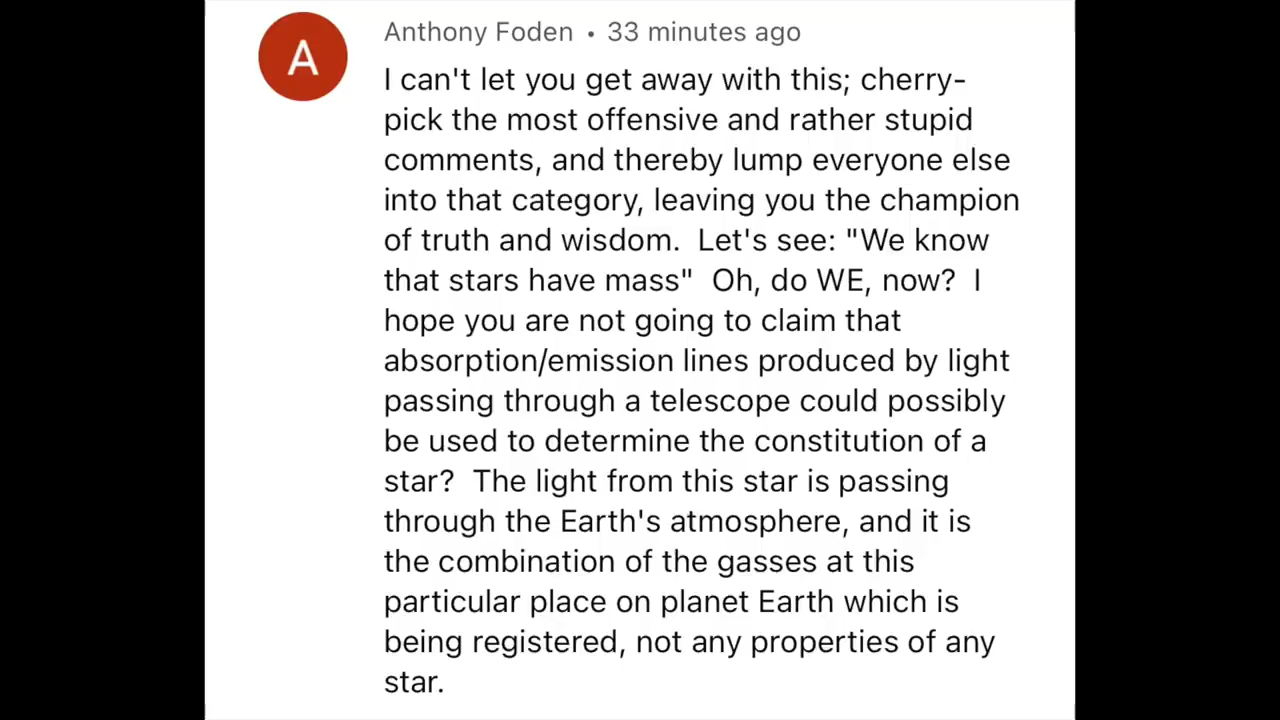 A
Anthony Foden • 33 minutes ago
I can't let you get away with this; cherry-
pick the most offensive and rather stupid
comments, and thereby lump everyone else
into that category, leaving you the champion
of truth and wisdom.  Let's see: "We know
that stars have mass"  Oh, do WE, now?  I
hope you are not going to claim that
absorption/emission lines produced by light
passing through a telescope could possibly
be used to determine the constitution of a
star?  The light from this star is passing
through the Earth's atmosphere, and it is
the combination of the gasses at this
particular place on planet Earth which is
being registered, not any properties of any
star.